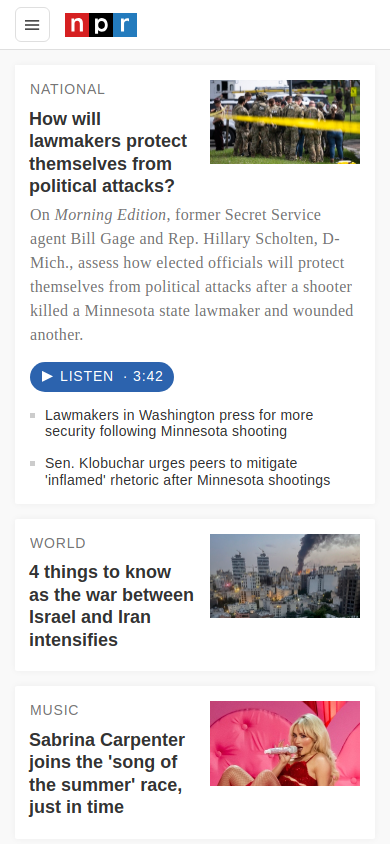 npr
NATIONAL
How will
lawmakers protect
themselves from
political attacks?
On Morning Edition, former Secret Service
agent Bill Gage and Rep. Hillary Scholten, D-
Mich., assess how elected officials will protect
themselves from political attacks after a shooter
killed a Minnesota state lawmaker and wounded
another.
LISTEN · 3:42
Lawmakers in Washington press for more
security following Minnesota shooting
Sen. Klobuchar urges peers to mitigate
'inflamed' rhetoric after Minnesota shootings
WORLD
4 things to know
as the war between
Israel and Iran
intensifies
MUSIC
Sabrina Carpenter
joins the 'song of
the summer' race,
just in time